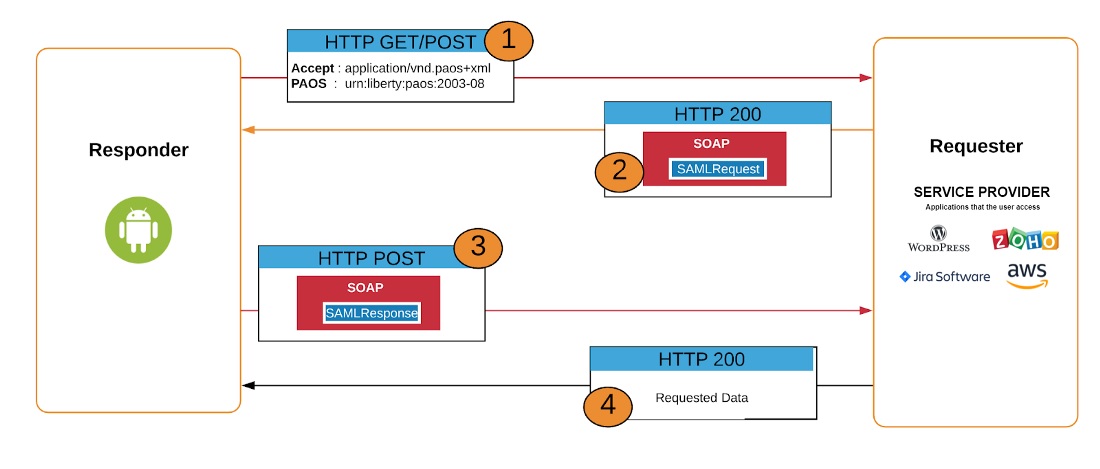 HTTP GET/POST
1
Accept : application/vnd.paos+xml
PAOS : urn:liberty:paos:2003-08
HTTP 200
SOAP
SAMLRequest
2
Responder
Requester
SERVICE PROVIDER
Applications that the user access
WORDPRESS
ZOHO
Jira Software
aws
HTTP POST
3
SOAP
SAMLResponse
HTTP 200
Requested Data
4